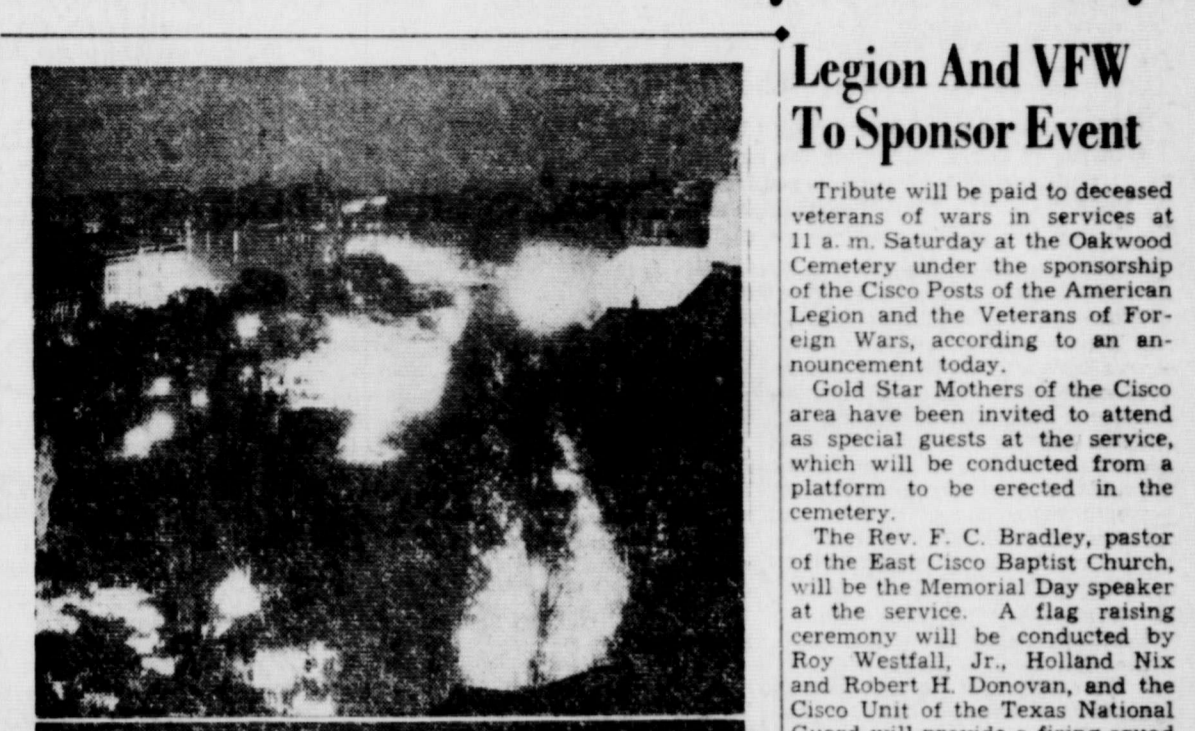 Legion And VFW
To Sponsor Event
Tribute will be paid to deceased
veterans of wars in services at
11 a. m. Saturday at the Oakwood
Cemetery under the sponsorship
of the Cisco Posts of the American
Legion and the Veterans of For-
eign Wars, according to an an-
nouncement today.
Gold Star Mothers of the Cisco
area have been invited to attend
as special guests at the service,
which will be conducted from a
platform to be erected in the
cemetery.
The Rev. F. C. Bradley, pastor
of the East Cisco Baptist Church,
will be the Memorial Day speaker
at the service. A flag raising
ceremony will be conducted by
Roy Westfall, Jr., Holland Nix
and Robert H. Donovan, and the
Cisco Unit of the Texas National
Guard will provide a firing squad